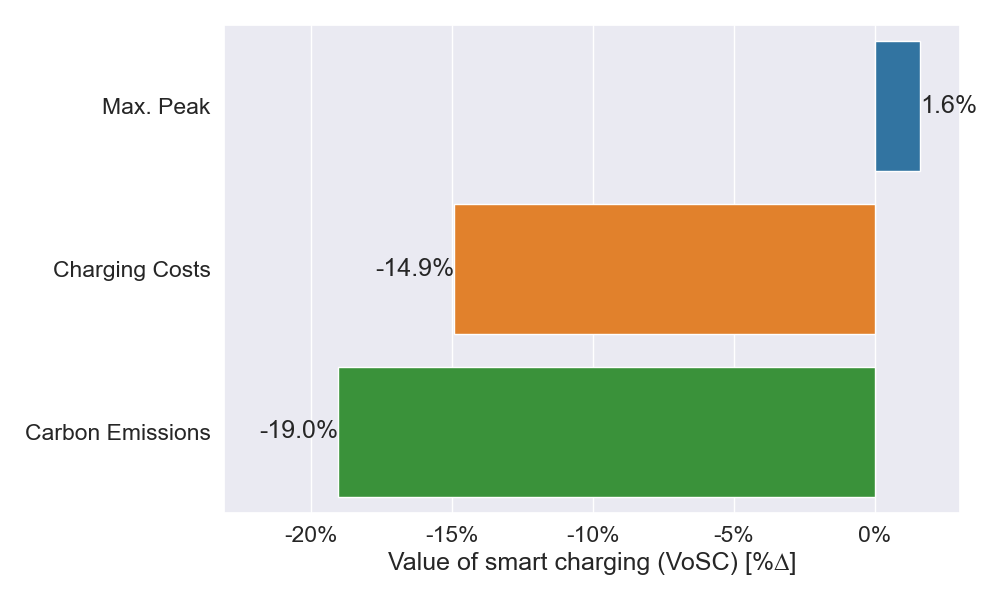 Max. Peak
1.6%
Charging Costs
-14.9%
Carbon Emissions
-19.0%
-20% -15% -10% -5% 0%
Value of smart charging (VoSC) [%Δ]